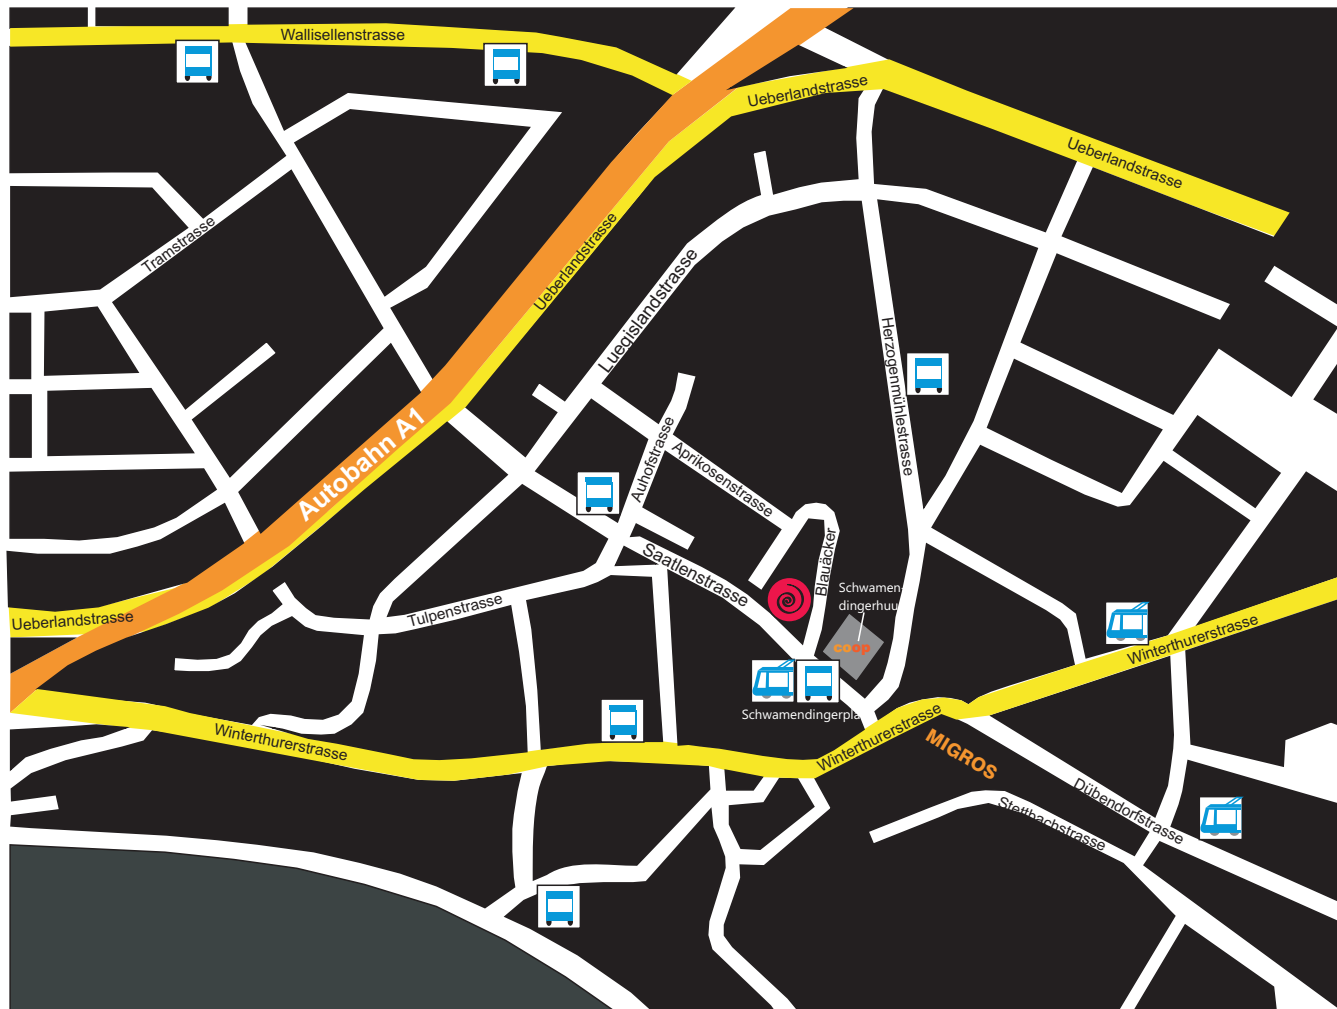 Wallisellenstrasse
Ueberlandstrasse
Ueberlandstrasse
Tramstrasse
Ueberlandstrasse
Luegislandstrasse
Herzogenmühlestrasse
Autobahn A1
Auhofstrasse
Aprikosenstrasse
Saatlenstrasse
Blauäcker
Schwamen-
dingerhuu
coop
Tulpenstrasse
Ueberlandstrasse
Winterthurerstrasse
Schwamendingerpla
Winterthurerstrasse
Winterthurerstrasse
MIGROS
Dübendorfstrasse
Stettbachstrasse